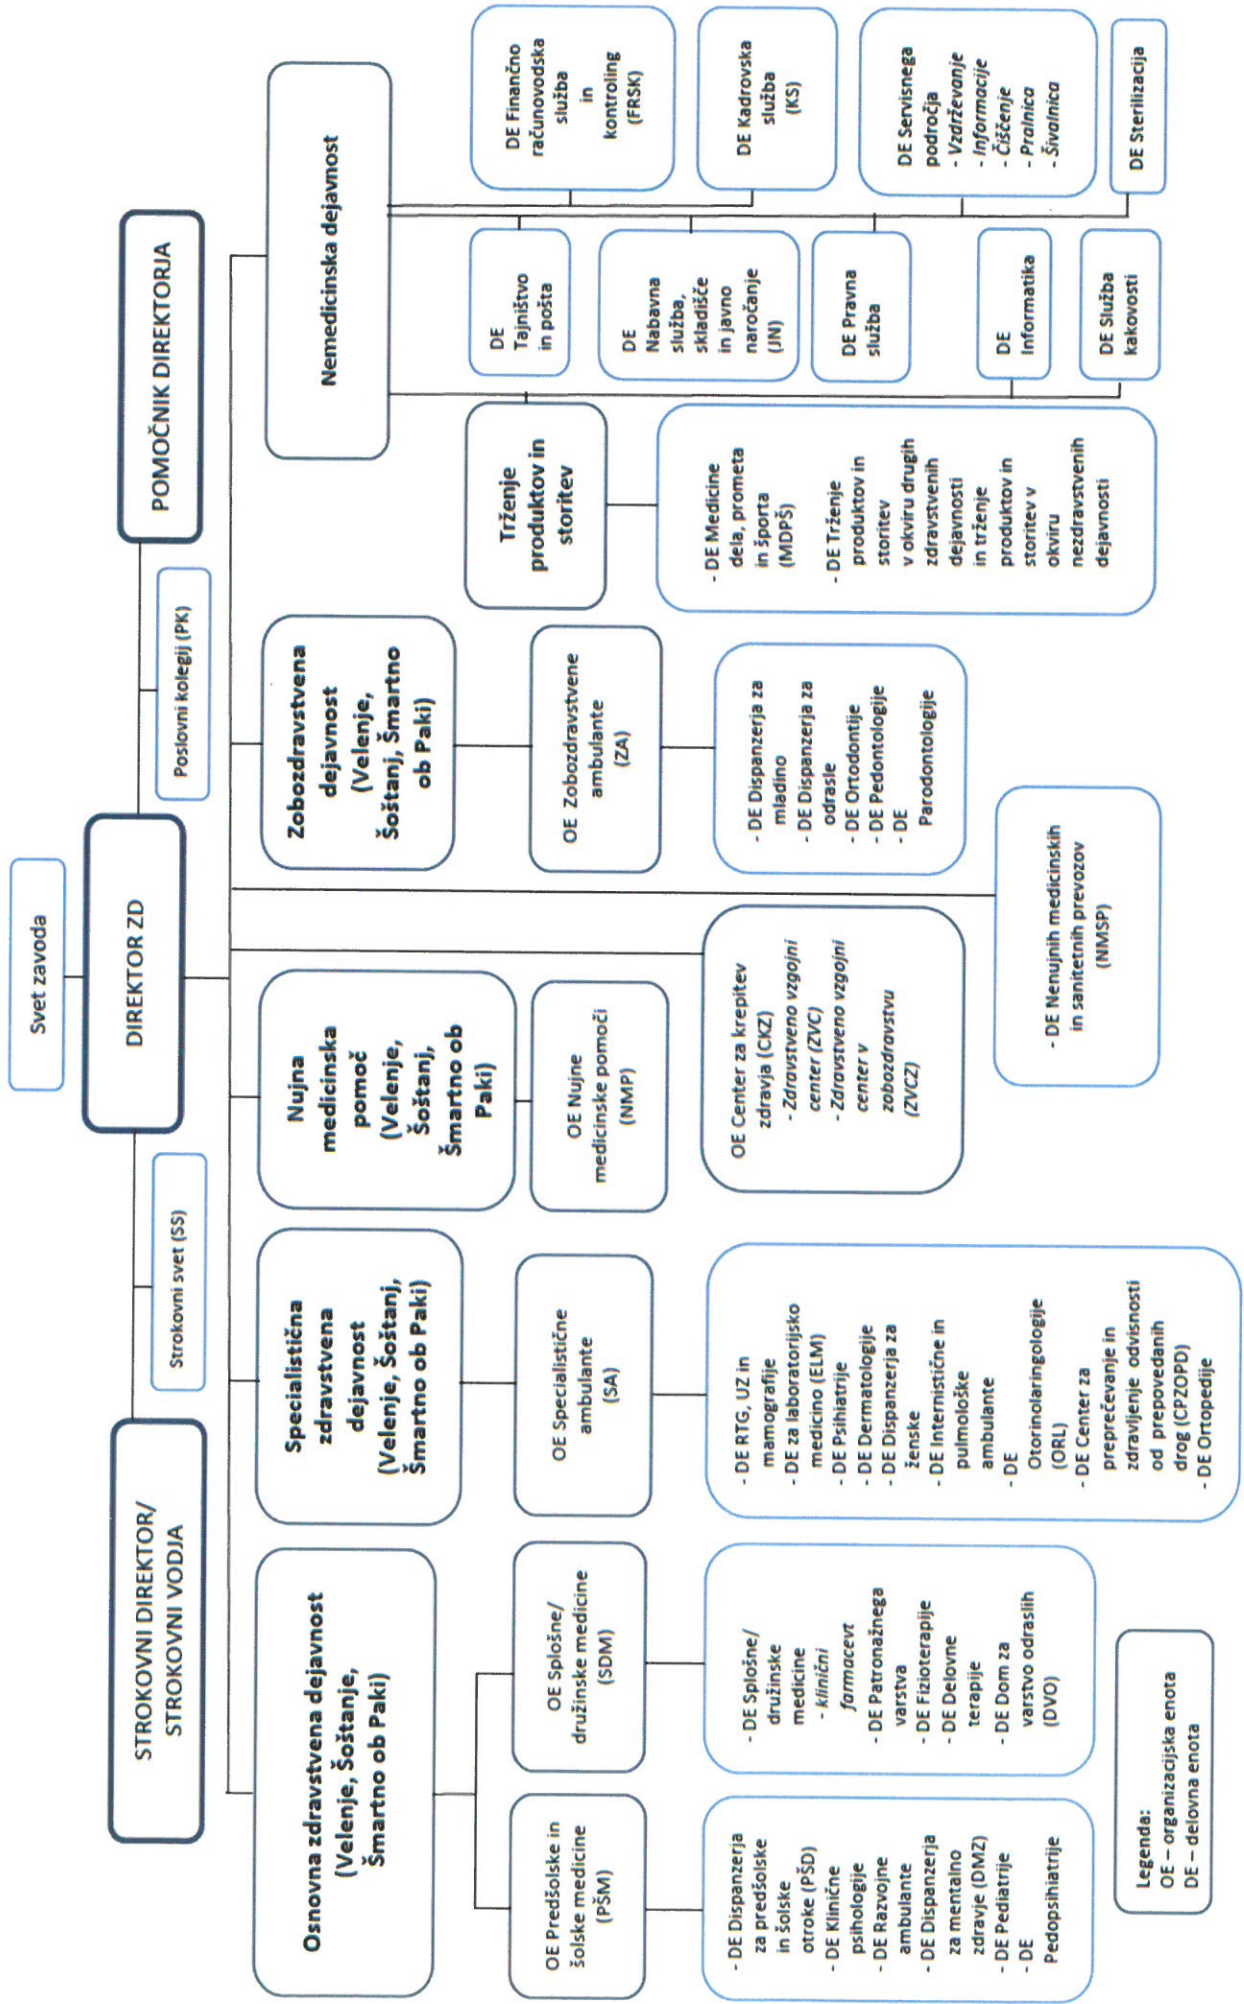 Svet zavoda
STROKOVNI DIREKTOR/
STROKOVNI VODJA
DIREKTOR ZD
POMOČNIK DIREKTORJA
Strokovni svet (SS)
Poslovni kolegij (PK)
Osnovna zdravstvena dejavnost
(Velenje, Šoštanje,
Šmartno ob Paki)
Specialistična
zdravstvena
dejavnost
(Velenje, Šoštanj,
Šmartno ob Paki)
Nujna
medicinska
pomoč
(Velenje,
Šoštanj,
Šmartno ob
Paki)
Zobozdravstvena
dejavnost
(Velenje,
Šoštanj, Šmartno
ob Paki)
Nemedicinska dejavnost
OE Predšolske in
šolske medicine
(PŠM)
OE Splošne/
družinske medicine
(SDM)
OE Specialistične
ambulante
(SA)
OE Nujne
medicinske pomoči
(NMP)
OE Zobozdravstvene
ambulante
(ZA)
Trženje
produktov in
storitev
DE
Tajništvo
in pošta
DE Finančno
računovodska
služba
in
kontroling
(FRSK)
DE
Nabavna
služba,
skladišče
in javno
naročanje
(JN)
DE Kadrovska
služba
(KS)
DE Pravna
služba
DE Servisnega
področja
- Vzdrževanje
- Informacije
- Čiščenje
- Pralnica
- Šivalnica
DE
Informatika
DE Služba
kakovosti
DE Sterilizacija
- DE Dispanzerja
za predšolske
in šolske
otroke (PŠD)
- DE Klinične
psihologije
- DE Razvojne
ambulante
- DE Dispanzerja
za mentalno
zdravje (DMZ)
- DE Pediatrije
- DE
Pedopsihiatrije
- DE Splošne/
družinske
medicine
- klinični
farmacevt
- DE Patronažnega
varstva
- DE Fizioterapije
- DE Delovne
terapije
- DE Dom za
varstvo odraslih
(DVO)
- DE RTG, UZ in
mamografije
- DE za laboratorijsko
medicino (ELM)
- DE Psihiatrije
- DE Dermatologije
- DE Dispanzerja za
ženske
- DE Internistične in
pulmološke
ambulante
- DE
Otorinolaringologije
(ORL)
- DE Center za
preprečevanje in
zdravljenje odvisnosti
od prepovedanih
drog (CPZOPD)
- DE Ortopedije
OE Center za krepitev
zdravja (CKZ)
- Zdravstveno vzgojni
center (ZVC)
- Zdravstveno vzgojni
center v
zobozdravstvu
(ZVCZ)
- DE Dispanzerja za
mladino
- DE Dispanzerja za
odrasle
- DE Ortodontije
- DE Pedontologije
- DE
Parodontologije
- DE Medicine
dela, prometa
in športa
(MDPŠ)
- DE Trženje
produktov in
storitev
v okviru drugih
zdravstvenih
dejavnosti
in trženje
produktov in
storitev v
okviru
nezdravstvenih
dejavnosti
- DE Nenujnih medicinskih
in sanitetnih prevozov
(NMSP)
Legenda:
OE – organizacijska enota
DE – delovna enota